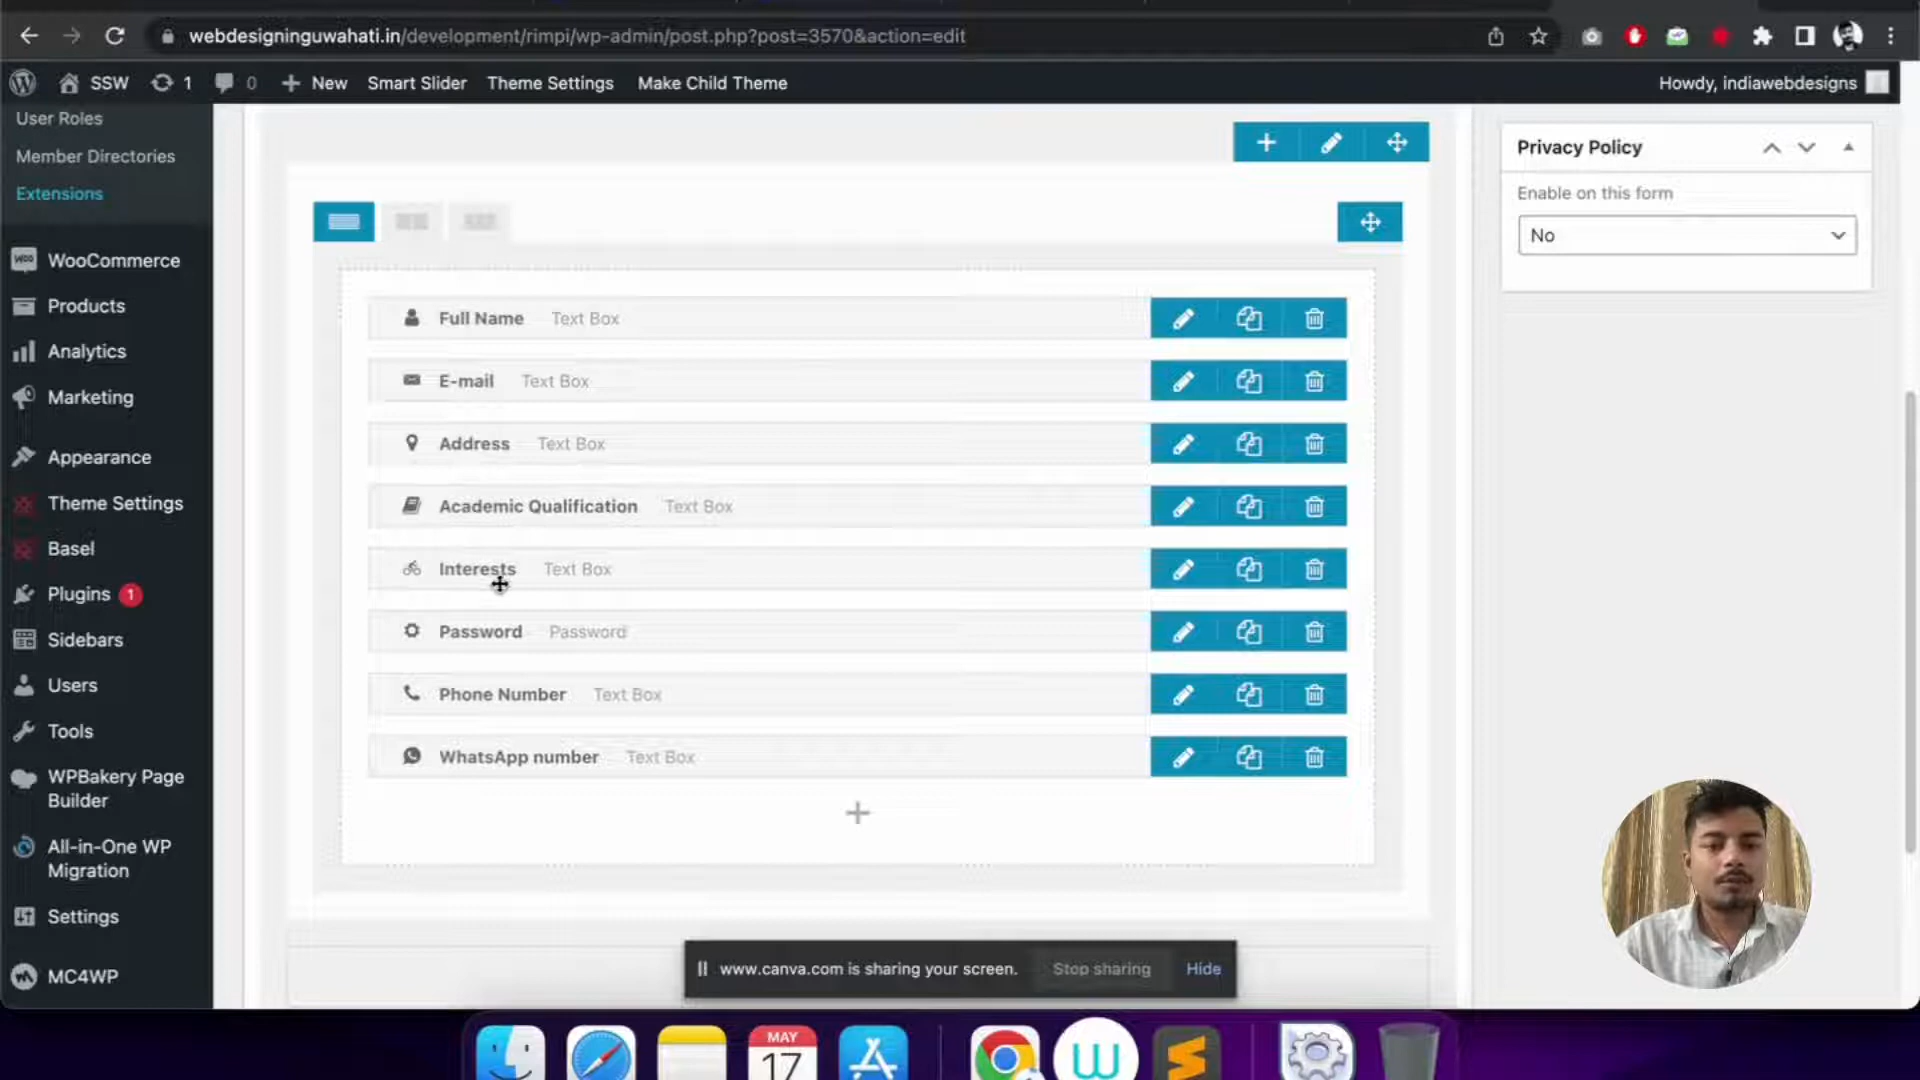 webdesigninguwahati.in/development/rimpi/wp-admin/post.php?post=3570&action=edit
SSW 1 0 New Smart Slider Theme Settings Make Child Theme Howdy, indiawebdesigns
User Roles
Member Directories
Extensions
WOO WooCommerce
Products
Analytics
Marketing
Appearance
Theme Settings
Basel
Plugins 1
Sidebars
Users
Tools
WPBakery Page
Builder
All-in-One WP
Migration
Settings
MC4WP
Full Name Text Box
E-mail Text Box
Address Text Box
Academic Qualification Text Box
Interests Text Box
Password Password
Phone Number Text Box
WhatsApp number Text Box
Privacy Policy
Enable on this form
No
www.canva.com is sharing your screen. Stop sharing Hide
MAY
17